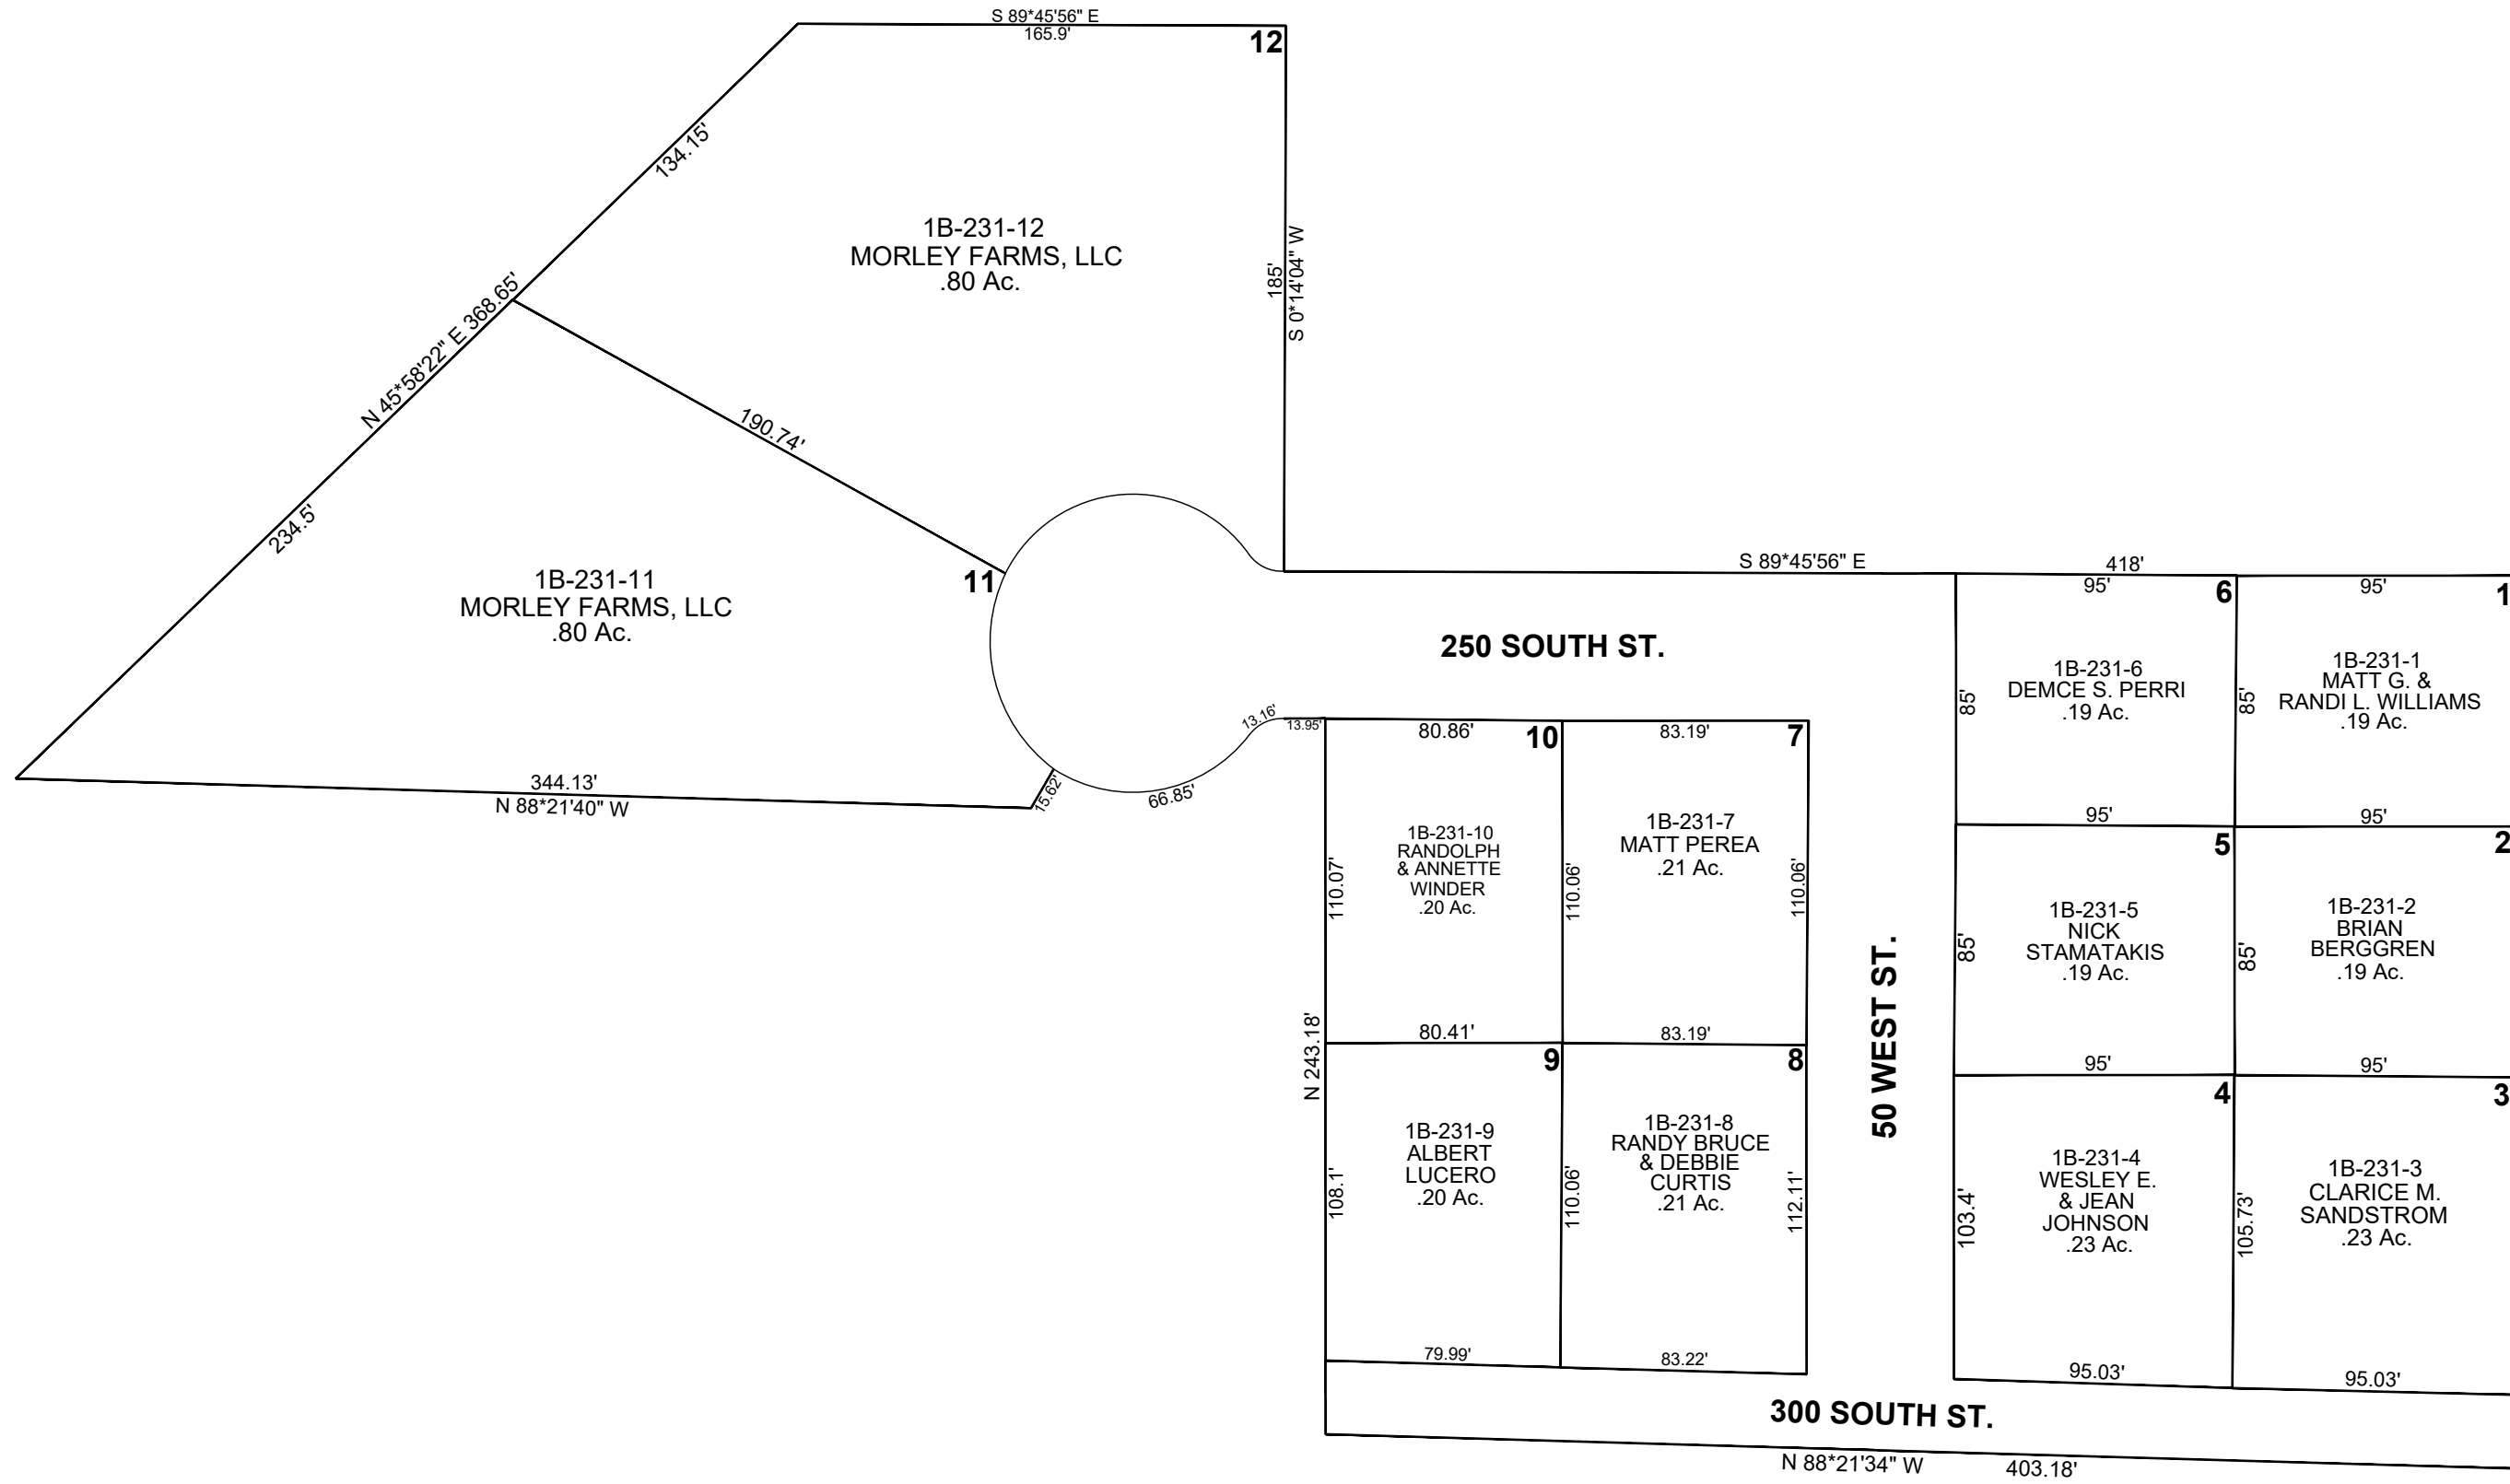 S 89*45'56" E
165.9'
12
134.15'
1B-231-12
MORLEY FARMS, LLC
.80 Ac.
185'
S 0*14'04" W
N 45*58'22" E 368.65'
190.74'
234.5'
11
1B-231-11
MORLEY FARMS, LLC
.80 Ac.
344.13'
N 88*21'40" W
15.62'
66.85'
13.16'
13.95'
S 89*45'56" E
418'
250 SOUTH ST.
95'
6
1B-231-6
DEMCE S. PERRI
.19 Ac.
85'
85'
95'
1
1B-231-1
MATT G. &
RANDI L. WILLIAMS
.19 Ac.
80.86'
10
1B-231-10
RANDOLPH
& ANNETTE
WINDER
.20 Ac.
110.07'
110.06'
83.19'
7
1B-231-7
MATT PEREA
.21 Ac.
110.06'
95'
5
1B-231-5
NICK
STAMATAKIS
.19 Ac.
85'
85'
95'
2
1B-231-2
BRIAN
BERGGREN
.19 Ac.
50 WEST ST.
N 243.18'
80.41'
9
1B-231-9
ALBERT
LUCERO
.20 Ac.
108.1'
110.06'
79.99'
83.19'
8
1B-231-8
RANDY BRUCE
& DEBBIE
CURTIS
.21 Ac.
112.11'
83.22'
95'
4
1B-231-4
WESLEY E.
& JEAN
JOHNSON
.23 Ac.
103.4'
105.73'
95.03'
95'
3
1B-231-3
CLARICE M.
SANDSTROM
.23 Ac.
95.03'
300 SOUTH ST.
N 88*21'34" W
403.18'